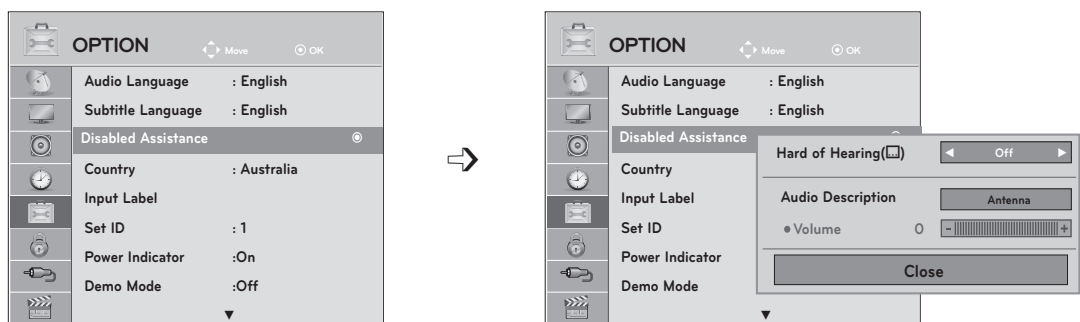 OPTION Move OK
Audio Language : English
Subtitle Language : English
Disabled Assistance
Country : Australia
Input Label
Set ID : 1
Power Indicator :On
Demo Mode :Off
OPTION Move OK
Audio Language : English
Subtitle Language : English
Disabled Assistance
Country
Input Label
Set ID
Power Indicator
Demo Mode
Hard of Hearing( ) ◄ Off ►
Audio Description Antenna
• Volume 0 - +
Close